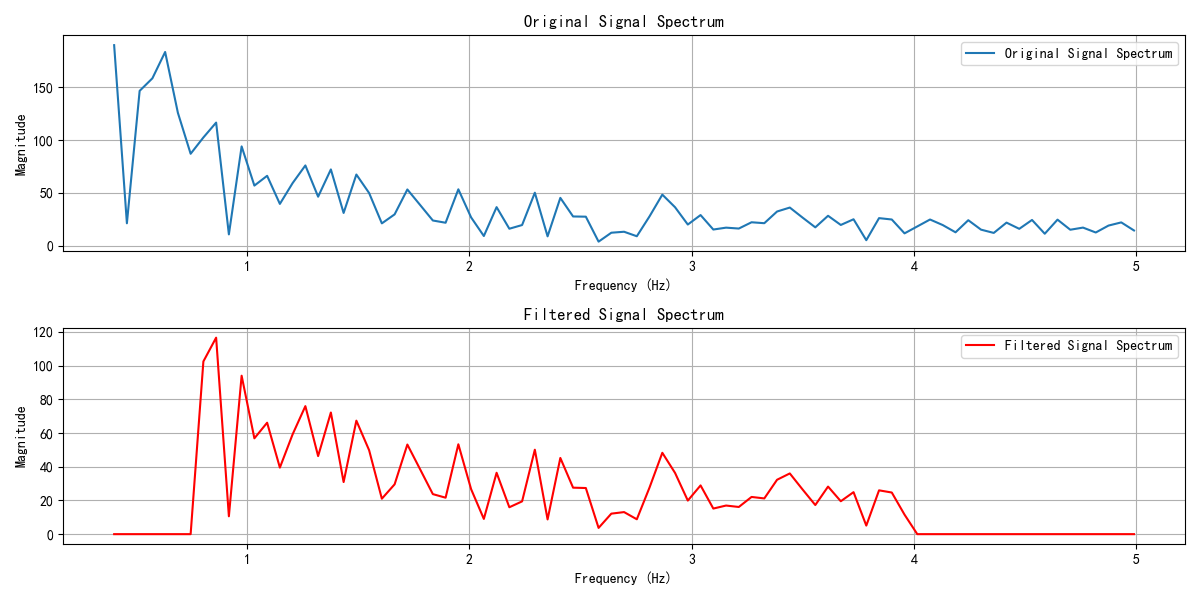 Original Signal Spectrum
Original Signal Spectrum
150
100
50
0
Magnitude
1 2 3 4 5
Frequency (Hz)
Filtered Signal Spectrum
Filtered Signal Spectrum
120
100
80
60
40
20
0
Magnitude
1 2 3 4 5
Frequency (Hz)